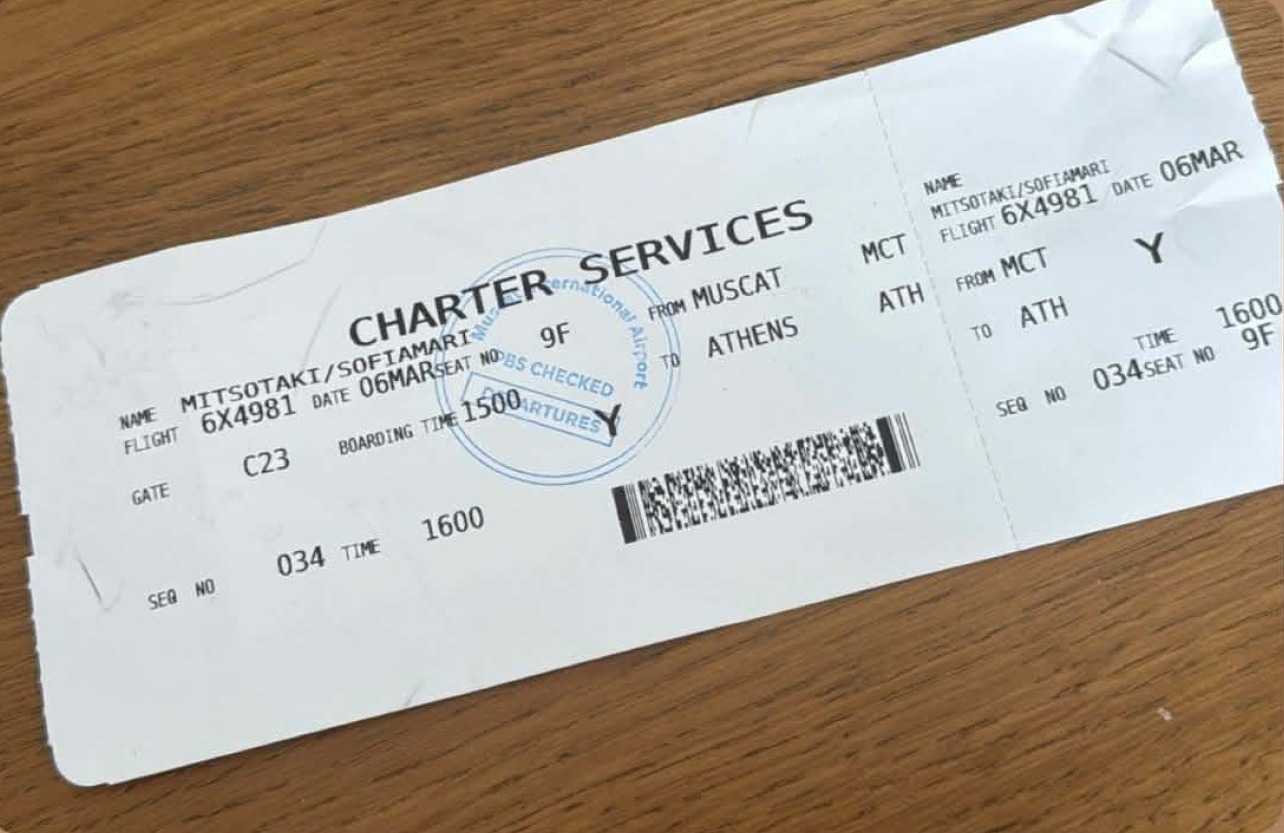 CHARTER SERVICES
NAME MITSOTAKI/SOFIAMARI
FLIGHT 6X4981 DATE 06MAR SEAT NO 9F
FROM MUSCAT MCT
TO ATHENS ATH
GATE C23 BOARDING TIME 1500 Y
SEQ NO 034 TIME 1600
International Airport
CHECKED
DEPARTURES
NAME
MITSOTAKI/SOFIAMARI
FLIGHT 6X4981 DATE 06MAR
FROM MCT Y
TO ATH
TIME 1600
SEQ NO 034 SEAT NO 9F